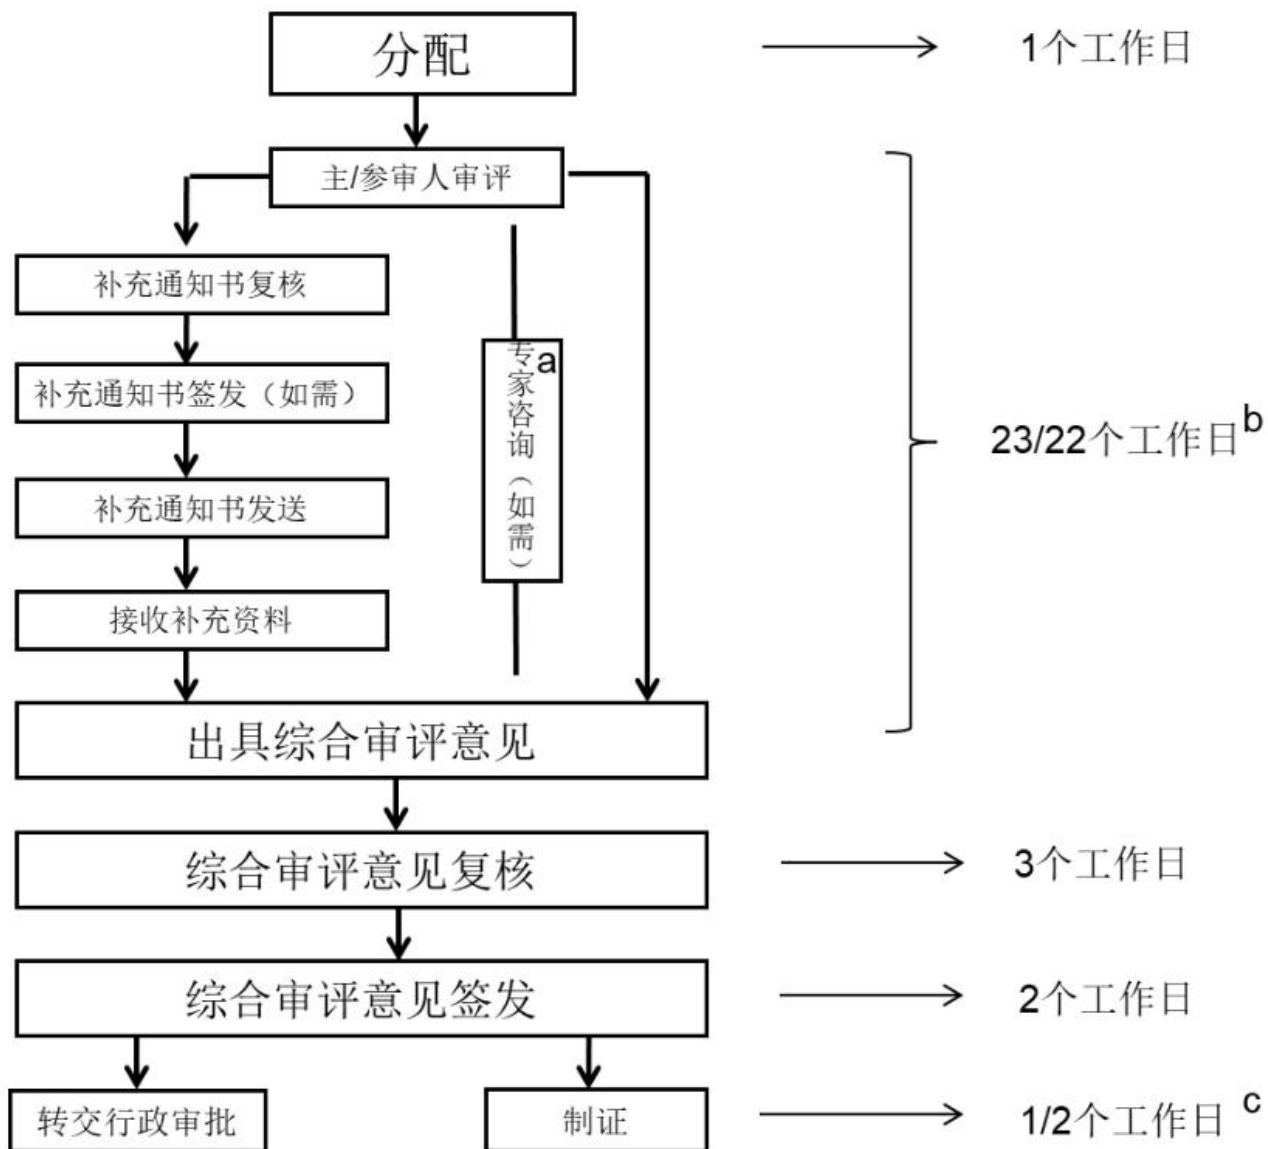 分配
1个工作日
主/参审人审评
补充通知书复核
补充通知书签发（如需）
补充通知书发送
接收补充资料
专家咨询（如需）a
23/22个工作日b
出具综合审评意见
综合审评意见复核
3个工作日
综合审评意见签发
2个工作日
转交行政审批
制证
1/2个工作日 c